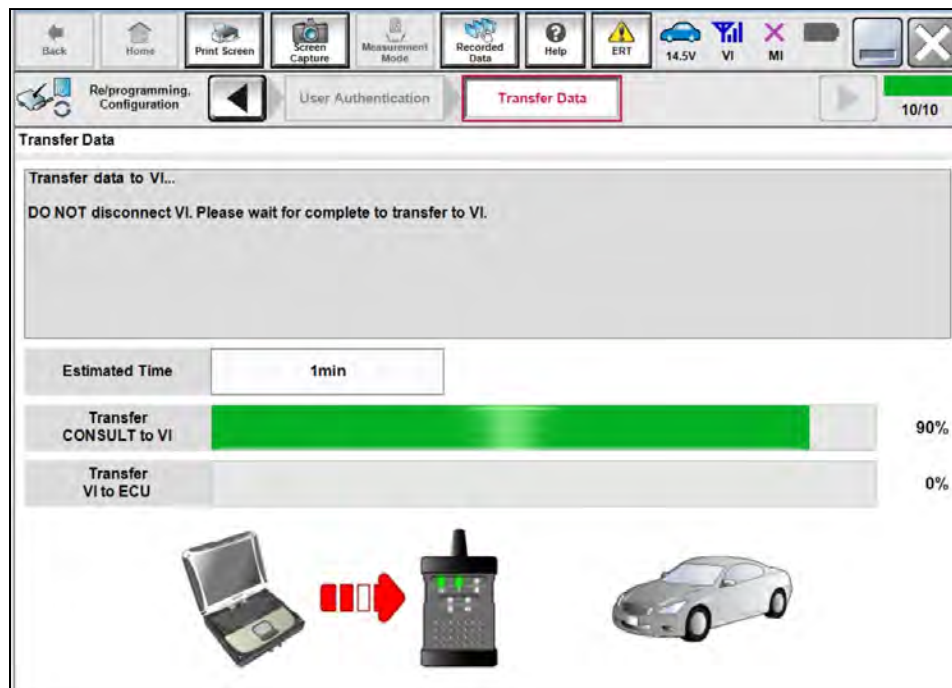 Back
Home
Print Screen
Screen
Capture
Measurement
Mode
Recorded
Data
Help
ERT
14.5V
VI
MI
Re/programming,
Configuration
User Authentication
Transfer Data
10/10
Transfer Data
Transfer data to VI...
DO NOT disconnect VI. Please wait for complete to transfer to VI.
Estimated Time
1min
Transfer
CONSULT to VI
90%
Transfer
VI to ECU
0%